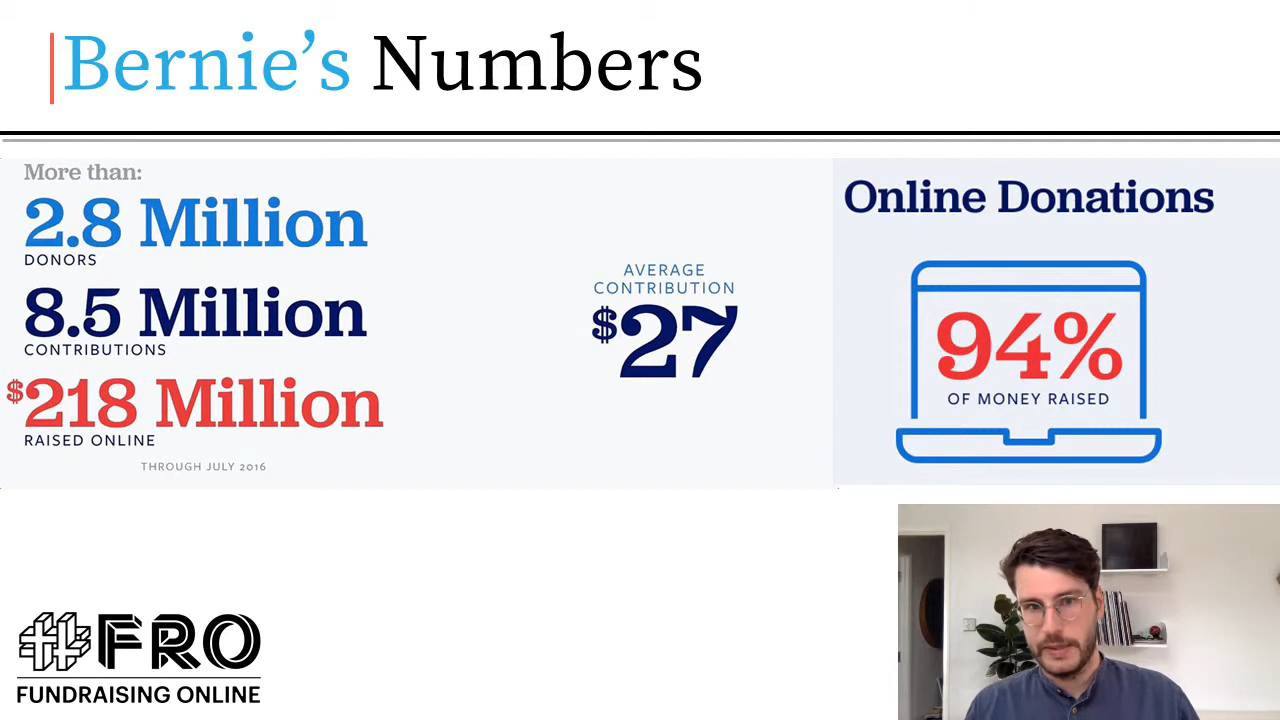 Bernie’s Numbers
More than:
2.8 Million
DONORS
8.5 Million
CONTRIBUTIONS
$218 Million
RAISED ONLINE
THROUGH JULY 2016
AVERAGE
CONTRIBUTION
$27
Online Donations
94%
OF MONEY RAISED
#FRO
FUNDRAISING ONLINE